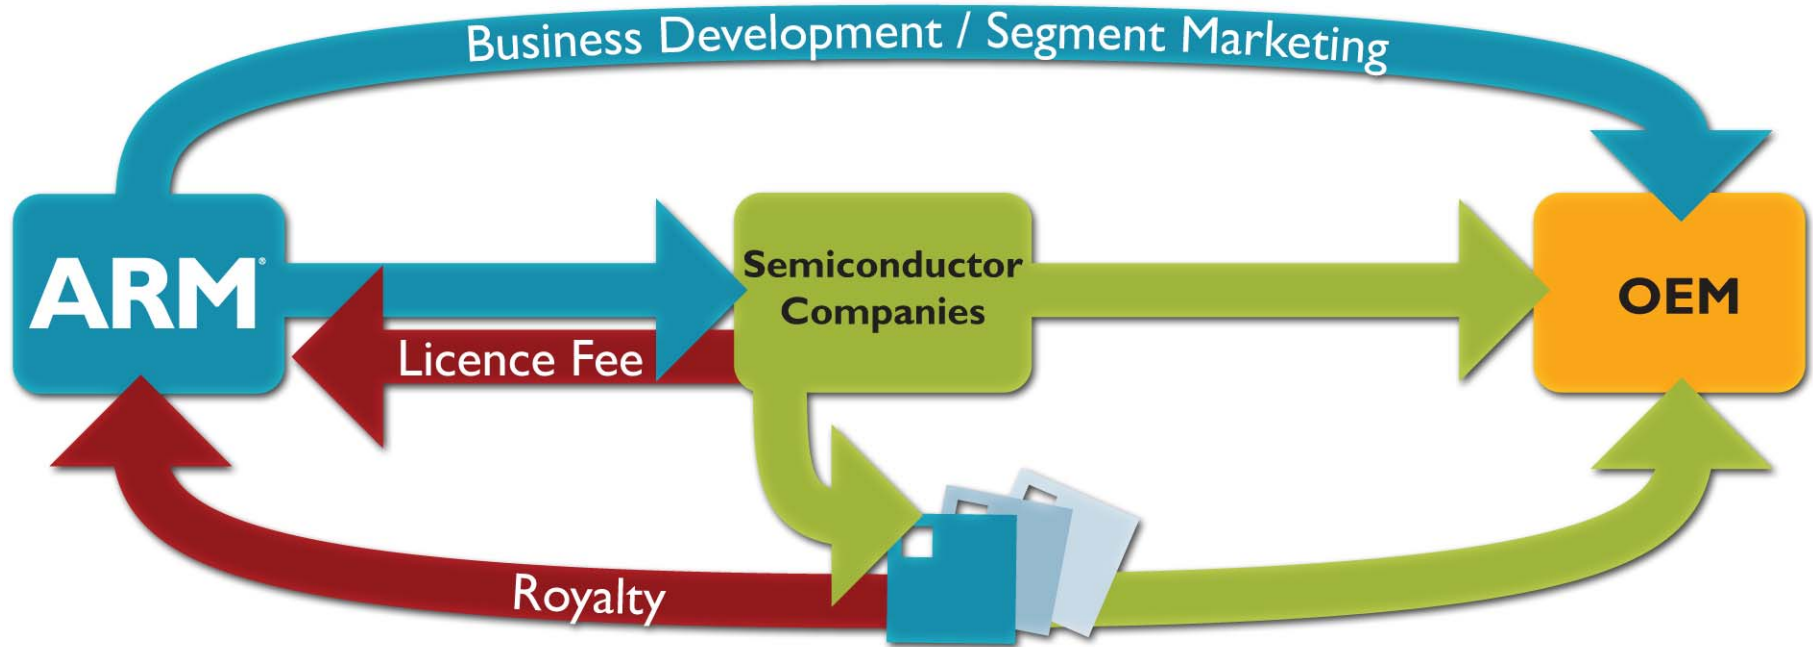 Business Development / Segment Marketing
ARM®
Semiconductor
Companies
OEM
Licence Fee
Royalty